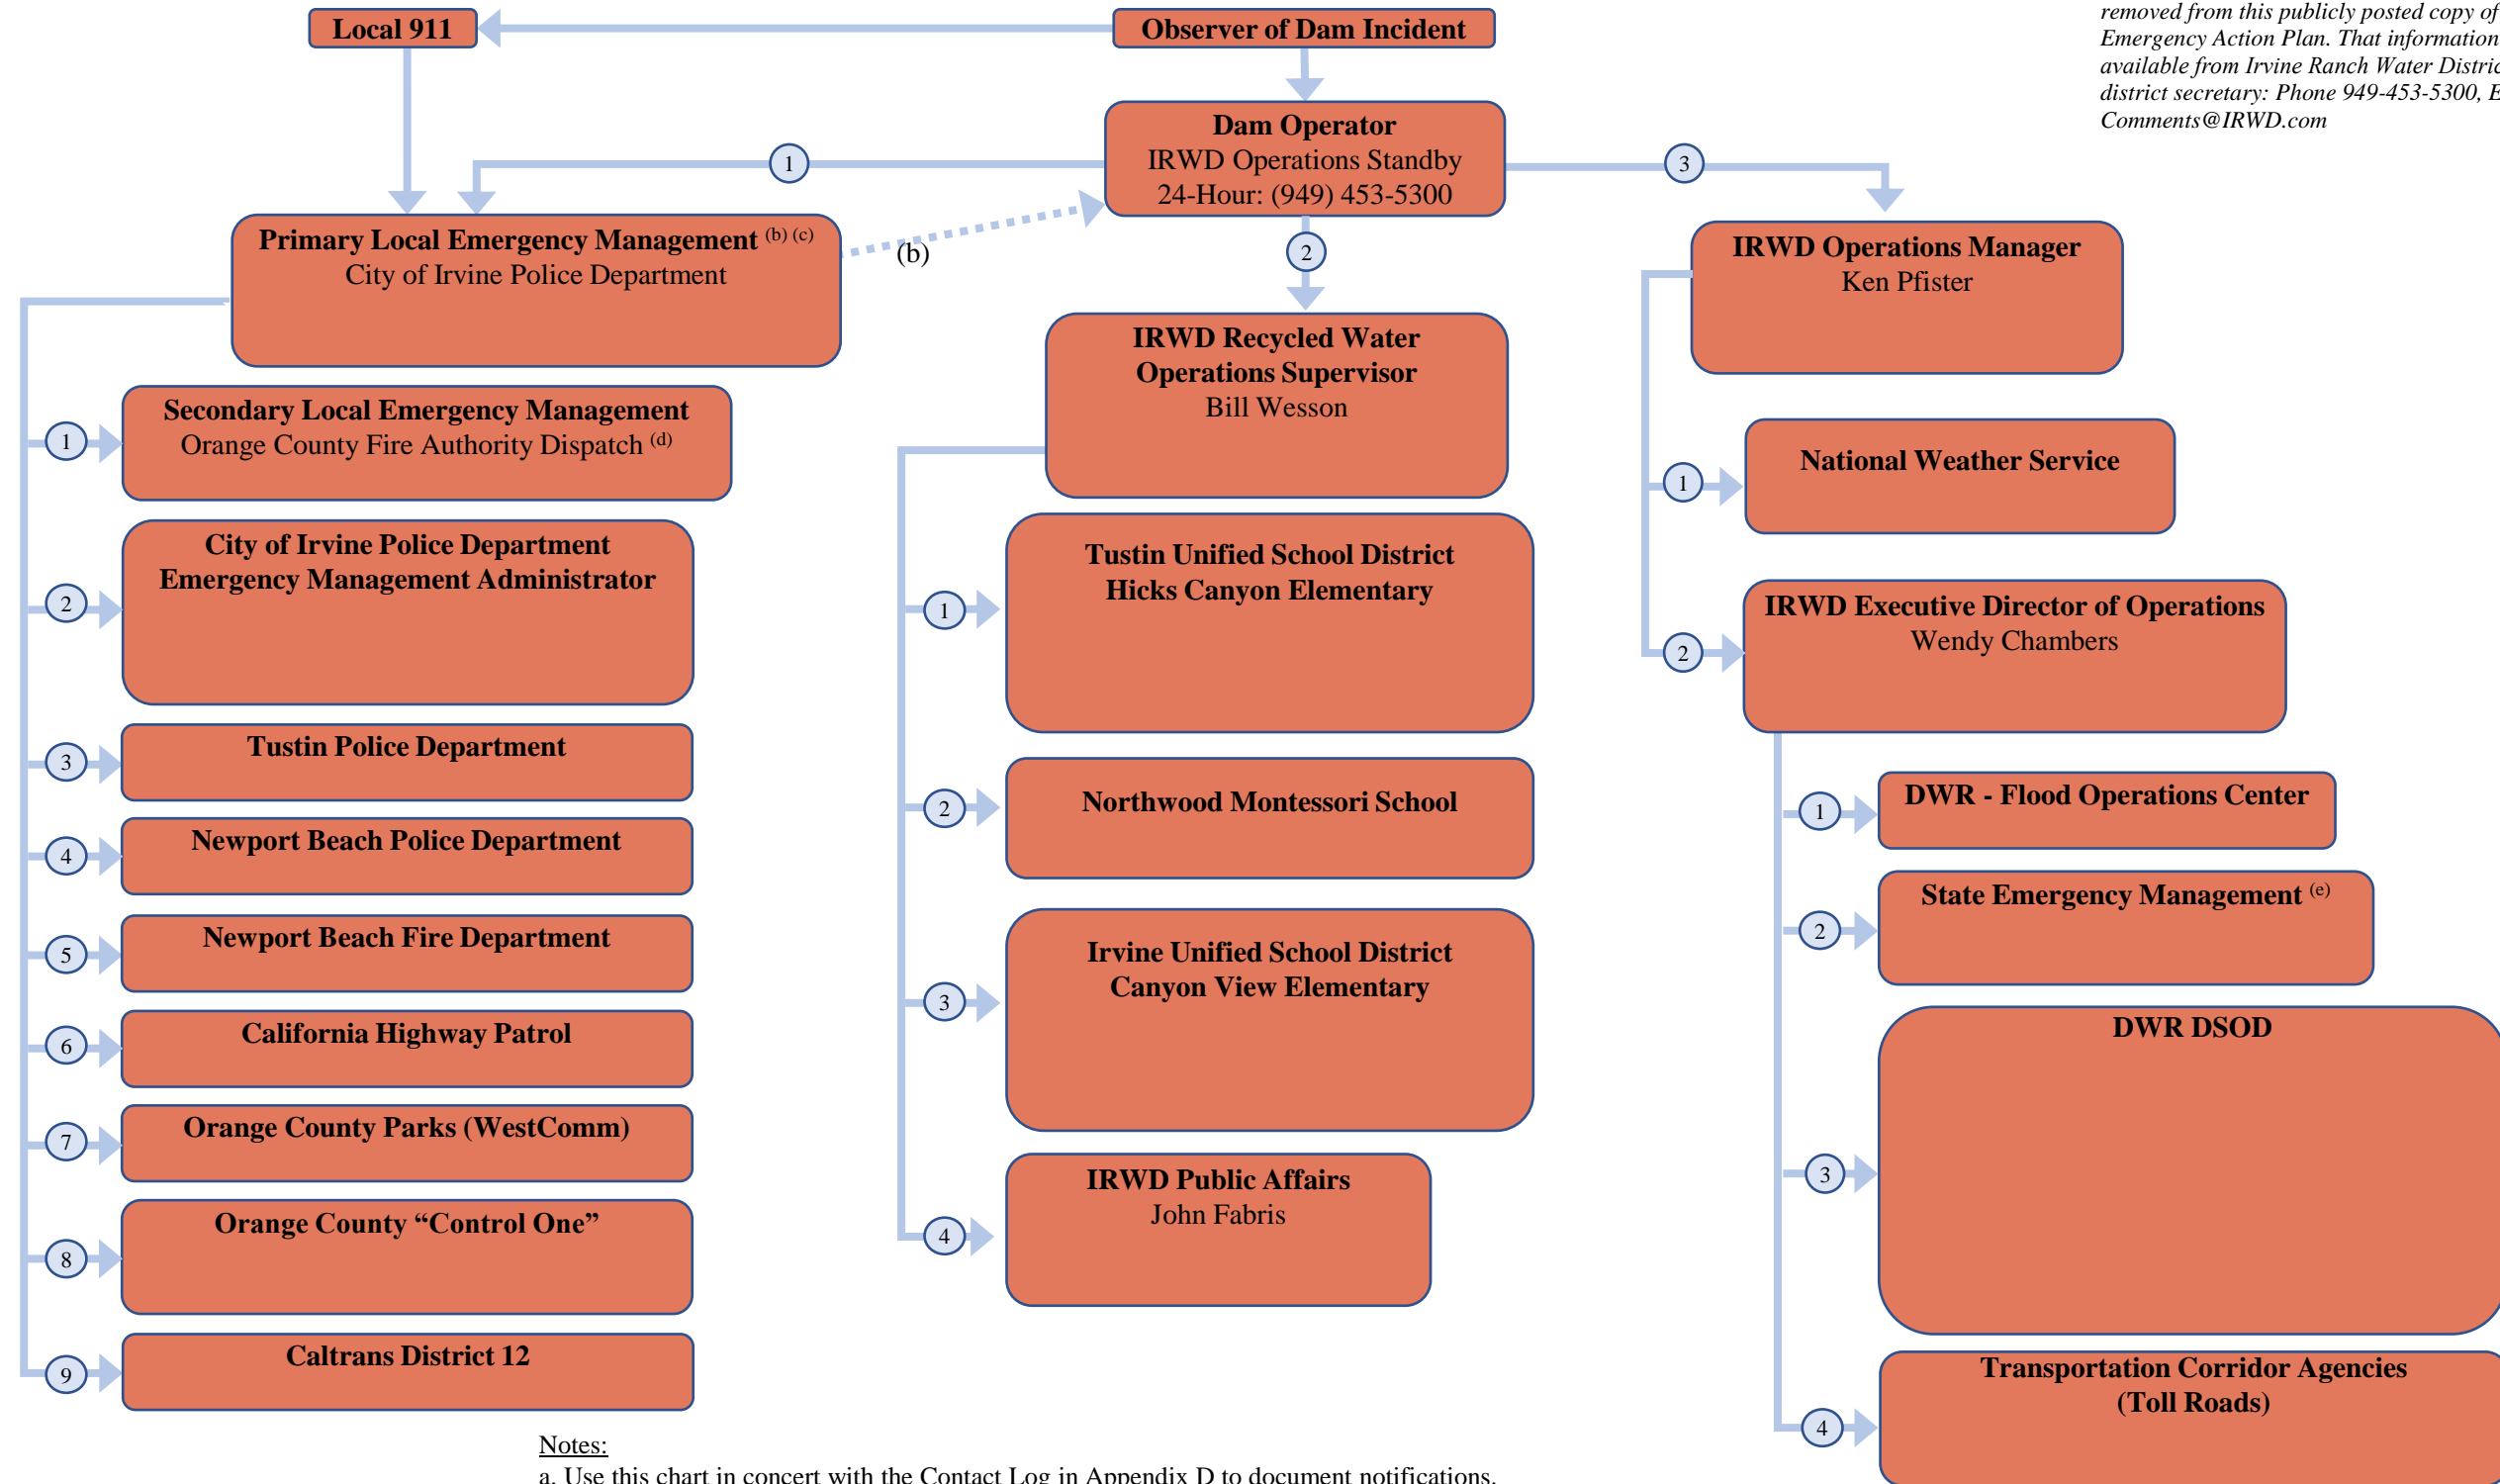 removed from this publicly posted copy of
Emergency Action Plan. That information
available from Irvine Ranch Water Distric
district secretary: Phone 949-453-5300, E
Comments@IRWD.com
Local 911
Observer of Dam Incident
Dam Operator
IRWD Operations Standby
24-Hour: (949) 453-5300
1
3
2
Primary Local Emergency Management (b) (c)
City of Irvine Police Department
(b)
1
Secondary Local Emergency Management
Orange County Fire Authority Dispatch (d)
2
City of Irvine Police Department
Emergency Management Administrator
3
Tustin Police Department
4
Newport Beach Police Department
5
Newport Beach Fire Department
6
California Highway Patrol
7
Orange County Parks (WestComm)
8
Orange County “Control One”
9
Caltrans District 12
IRWD Recycled Water
Operations Supervisor
Bill Wesson
1
Tustin Unified School District
Hicks Canyon Elementary
2
Northwood Montessori School
3
Irvine Unified School District
Canyon View Elementary
4
IRWD Public Affairs
John Fabris
IRWD Operations Manager
Ken Pfister
1
National Weather Service
2
IRWD Executive Director of Operations
Wendy Chambers
1
DWR - Flood Operations Center
2
State Emergency Management (e)
3
DWR DSOD
4
Transportation Corridor Agencies
(Toll Roads)
Notes:
a. Use this chart in concert with the Contact Log in Appendix D to document notifications.